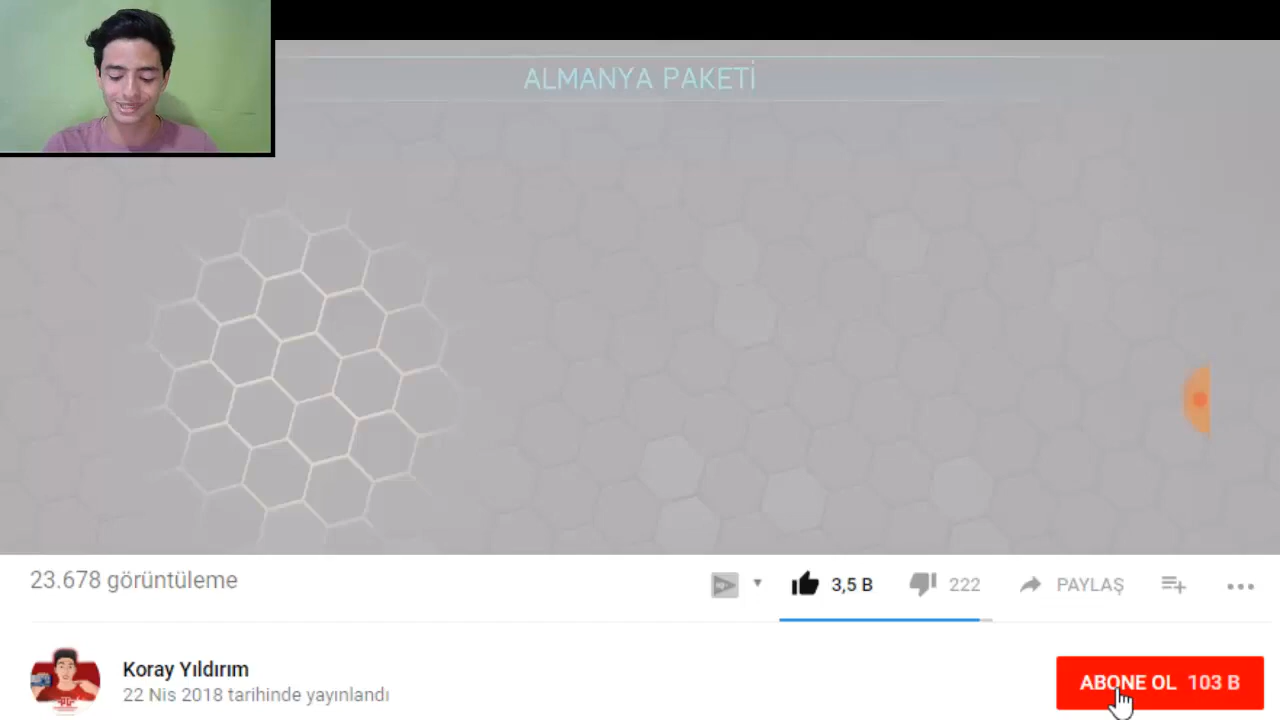 ALMANYA PAKETİ
23.678 görüntüleme
3,5 B 222 PAYLAŞ
Koray Yıldırım
ABONE OL 103 B
22 Nis 2018 tarihinde yayınlandı